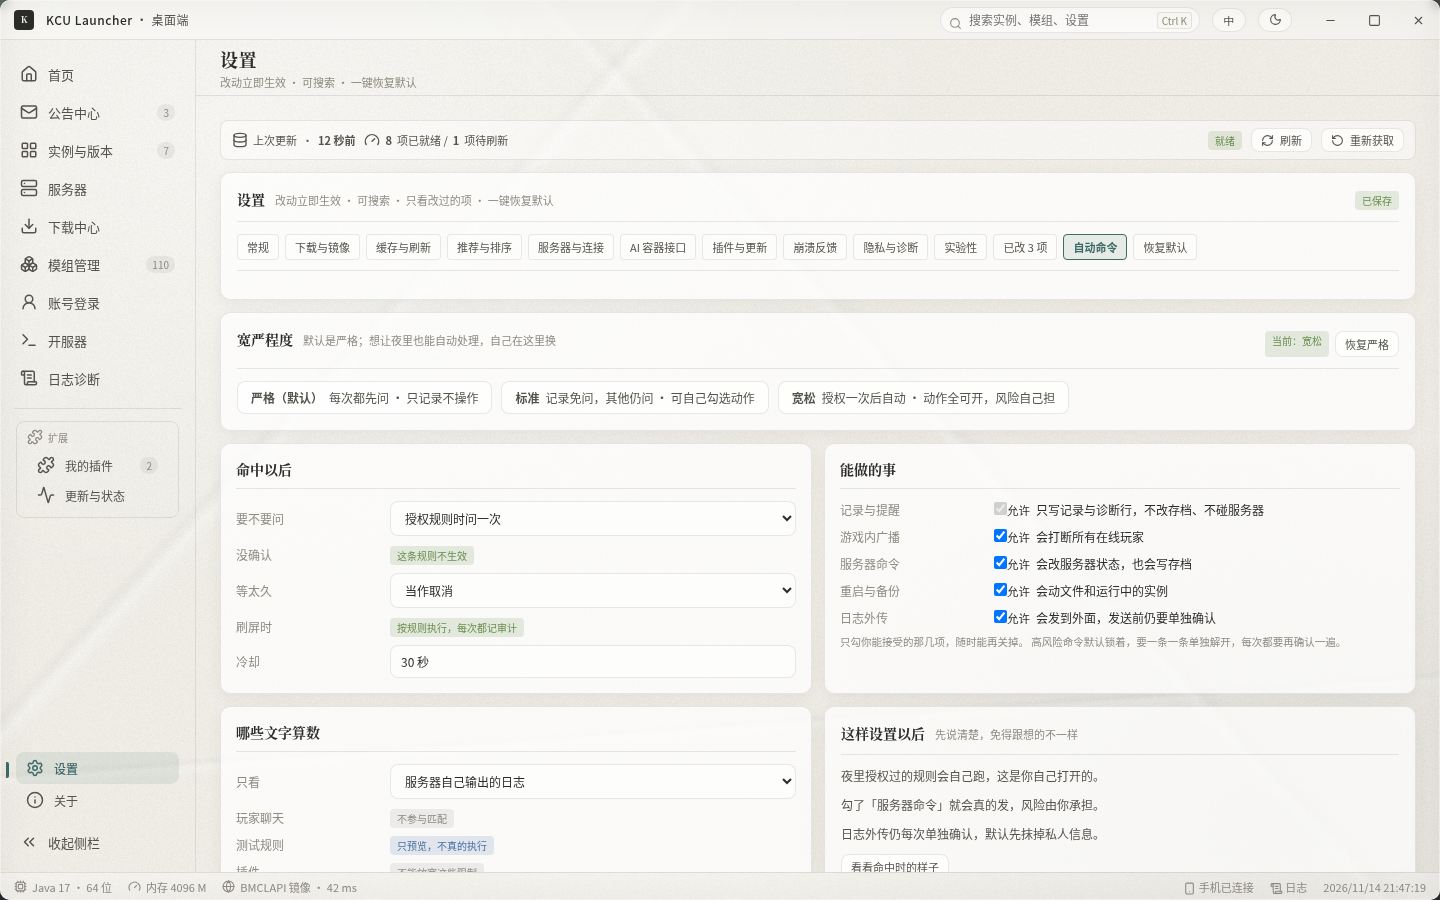 K KCU Launcher · 桌面端
搜索实例、模组、设置 Ctrl K 中
首页
公告中心 3
实例与版本 7
服务器
下载中心
模组管理 110
账号登录
开服器
日志诊断
扩展
我的插件 2
更新与状态
设置
关于
收起侧栏
设置
改动立即生效 · 可搜索 · 一键恢复默认
上次更新 · 12 秒前 8 项已就绪 / 1 项待刷新 就绪 刷新 重新获取
设置 改动立即生效 · 可搜索 · 只看改过的项 · 一键恢复默认 已保存
常规 下载与镜像 缓存与刷新 推荐与排序 服务器与连接 AI 容器接口 插件与更新 崩溃反馈 隐私与诊断 实验性 已改 3 项 自动命令 恢复默认
宽严程度 默认是严格；想让夜里也能自动处理，自己在这里换 当前：宽松 恢复严格
严格（默认） 每次都先问 · 只记录不操作 标准 记录免问，其他仍问 · 可自己勾选动作 宽松 授权一次后自动 · 动作全可开，风险自己担
命中以后
要不要问 授权规则时问一次
没确认 这条规则不生效
等太久 当作取消
刷屏时 按规则执行，每次都记审计
冷却 30 秒
能做的事
记录与提醒 允许 只写记录与诊断行，不改存档、不碰服务器
游戏内广播 允许 会打断所有在线玩家
服务器命令 允许 会改服务器状态，也会写存档
重启与备份 允许 会动文件和运行中的实例
日志外传 允许 会发到外面，发送前仍要单独确认
只勾你能接受的那几项，随时能再关掉。 高风险命令默认锁着，要一条一条单独解开，每次都要再确认一遍。
哪些文字算数
只看 服务器自己输出的日志
玩家聊天 不参与匹配
测试规则 只预览，不真的执行
插件 不能放宽这些限制
这样设置以后 先说清楚，免得跟想的不一样
夜里授权过的规则会自己跑，这是你自己打开的。
勾了「服务器命令」就会真的发，风险由你承担。
日志外传仍每次单独确认，默认先抹掉私人信息。
看看命中时的样子
Java 17 · 64 位 内存 4096 M BMCLAPI 镜像 · 42 ms 手机已连接 日志 2026/11/14 21:47:19